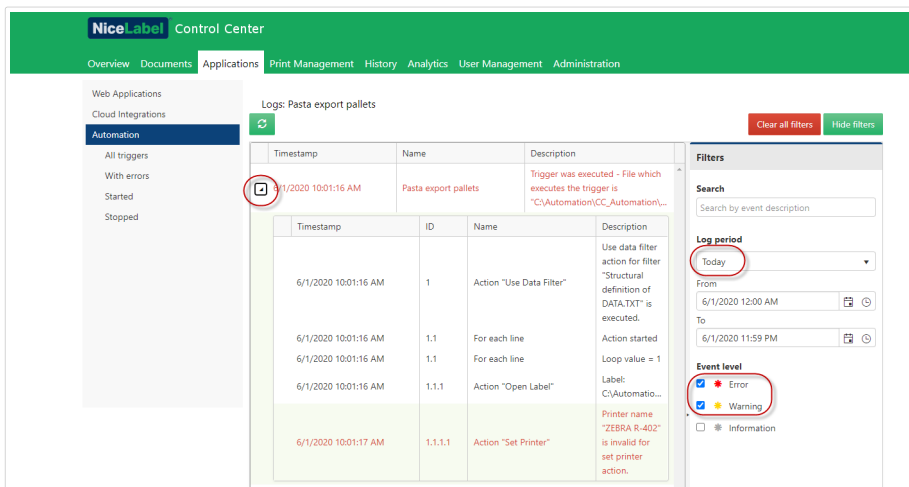 NiceLabel Control Center
Overview Documents Applications Print Management History Analytics User Management Administration
Web Applications
Cloud Integrations
Automation
All triggers
With errors
Started
Stopped
Logs: Pasta export pallets
Clear all filters Hide filters
Timestamp Name Description
6/1/2020 10:01:16 AM Pasta export pallets Trigger was executed - File which
executes the trigger is
"C:\Automation\CC_Automation\,...
Timestamp ID Name Description
6/1/2020 10:01:16 AM 1 Action "Use Data Filter" Use data filter
action for filter
"Structural
definition of
DATA.TXT" is
executed.
6/1/2020 10:01:16 AM 1.1 For each line Action started
6/1/2020 10:01:16 AM 1.1 For each line Loop value = 1
6/1/2020 10:01:16 AM 1.1.1 Action "Open Label" Label:
C:\Automatio...
6/1/2020 10:01:17 AM 1.1.1.1 Action "Set Printer" Printer name
"ZEBRA R-402"
is invalid for
set printer
action.
Filters
Search
Search by event description
Log period
Today
From
6/1/2020 12:00 AM
To
6/1/2020 11:59 PM
Event level
Error
Warning
Information